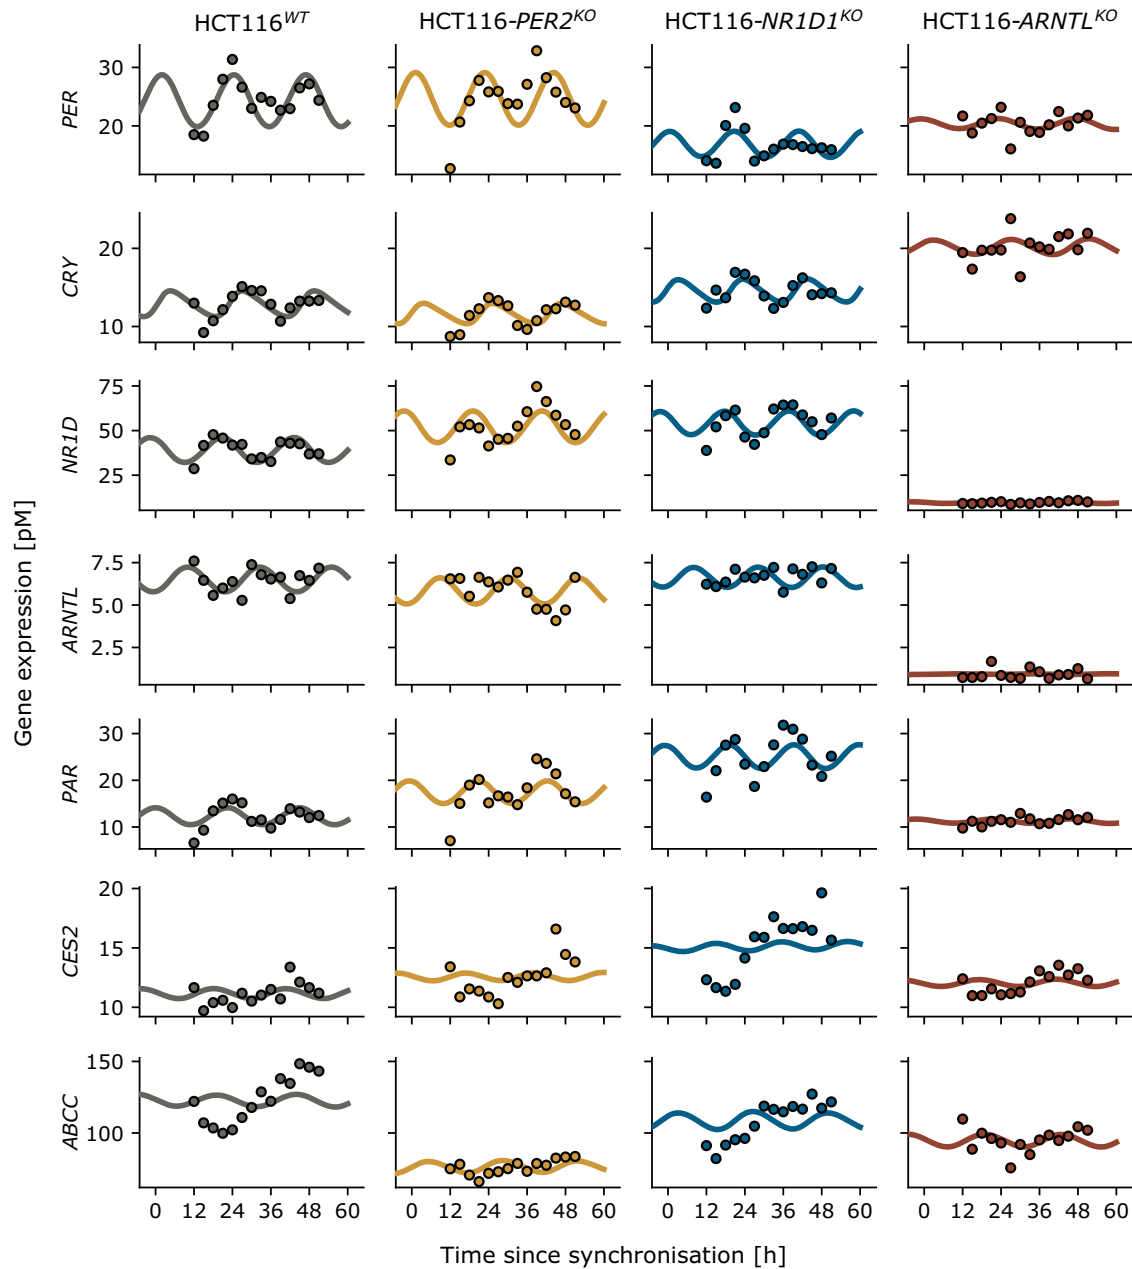 HCT116WT HCT116-PER2KO HCT116-NR1D1KO HCT116-ARNTLKO
PER
30
20
CRY
20
10
NR1D
75
50
25
ARNTL
7.5
5.0
2.5
PAR
30
20
10
CES2
20
15
10
ABCC
150
100
0 12 24 36 48 60 0 12 24 36 48 60 0 12 24 36 48 60 0 12 24 36 48 60
Gene expression [pM]
Time since synchronisation [h]